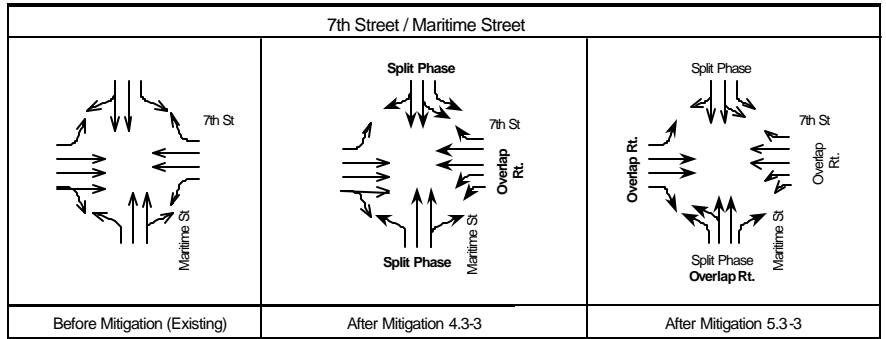 7th Street / Maritime Street
7th St
Maritime St
Before Mitigation (Existing)
Split Phase
7th St
Overlap
Rt.
Maritime St
Split Phase
After Mitigation 4.3-3
Split Phase
Overlap Rt.
7th St
Overlap
Rt.
Maritime St
Split Phase
Overlap Rt.
After Mitigation 5.3-3